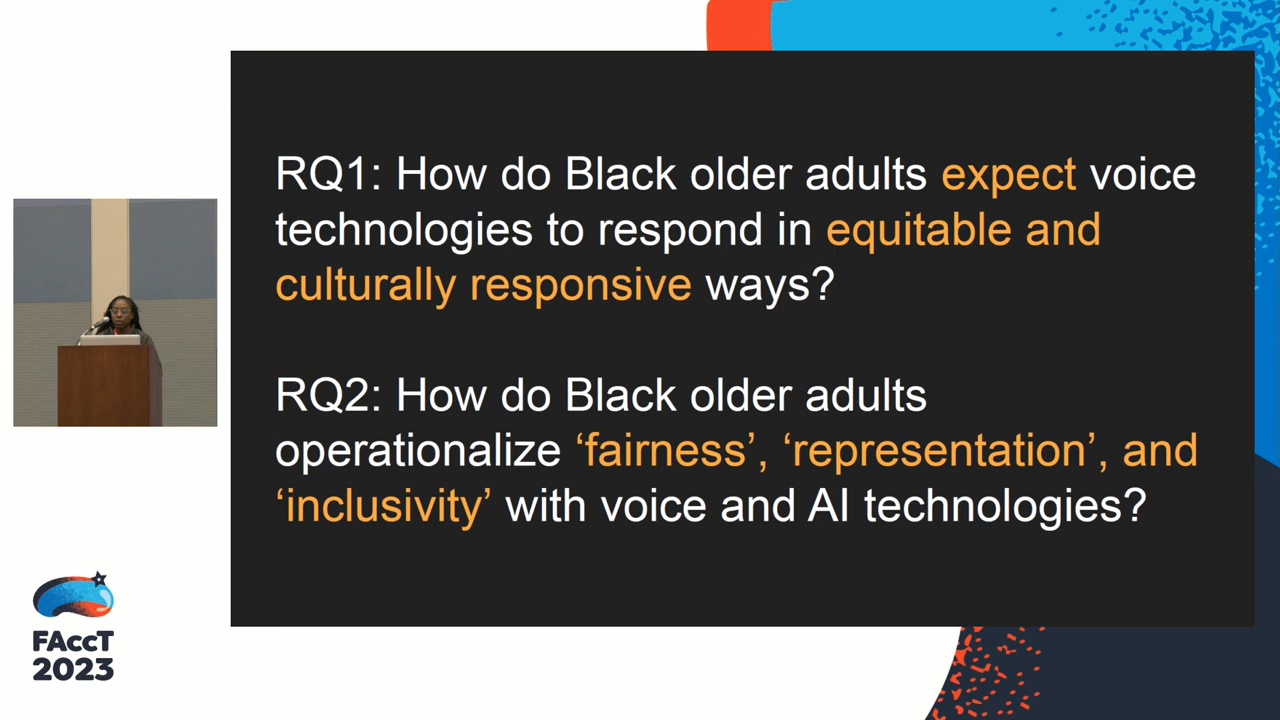 RQ1: How do Black older adults expect voice
technologies to respond in equitable and
culturally responsive ways?
RQ2: How do Black older adults
operationalize ‘fairness’, ‘representation’, and
‘inclusivity’ with voice and AI technologies?
FAccT
2023